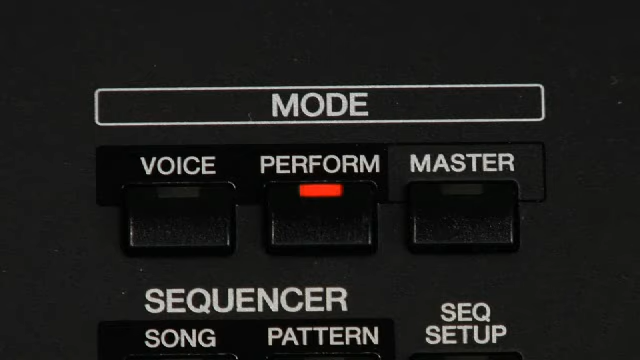 MODE
VOICE PERFORM MASTER
SEQUENCER
SONG PATTERN SEQ
SETUP